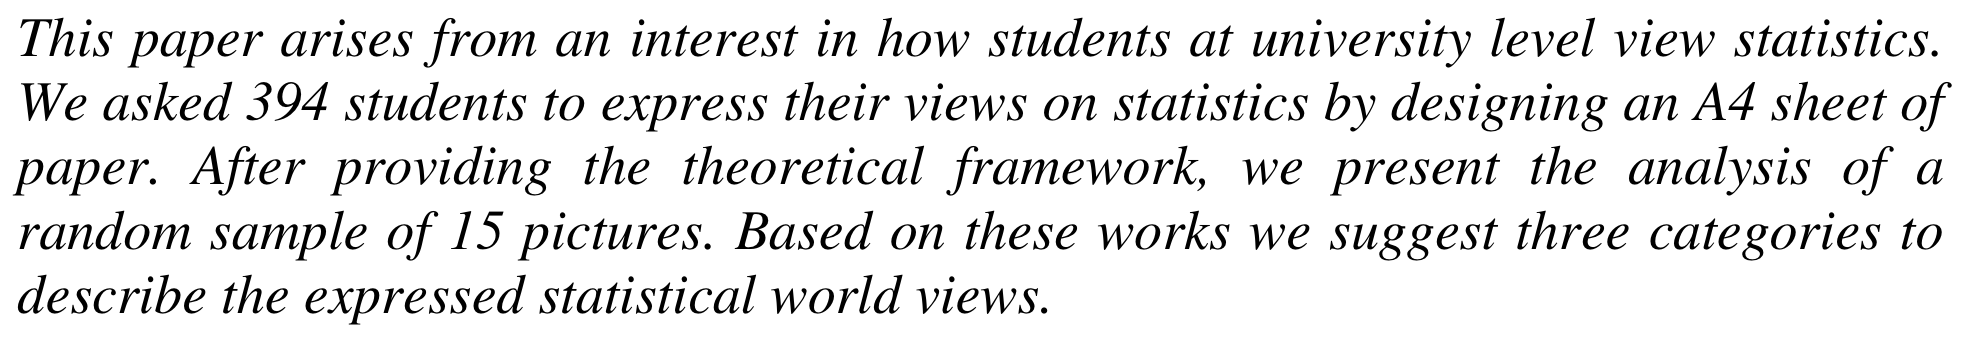 This paper arises from an interest in how students at university level view statistics.
We asked 394 students to express their views on statistics by designing an A4 sheet of
paper. After providing the theoretical framework, we present the analysis of a
random sample of 15 pictures. Based on these works we suggest three categories to
describe the expressed statistical world views.